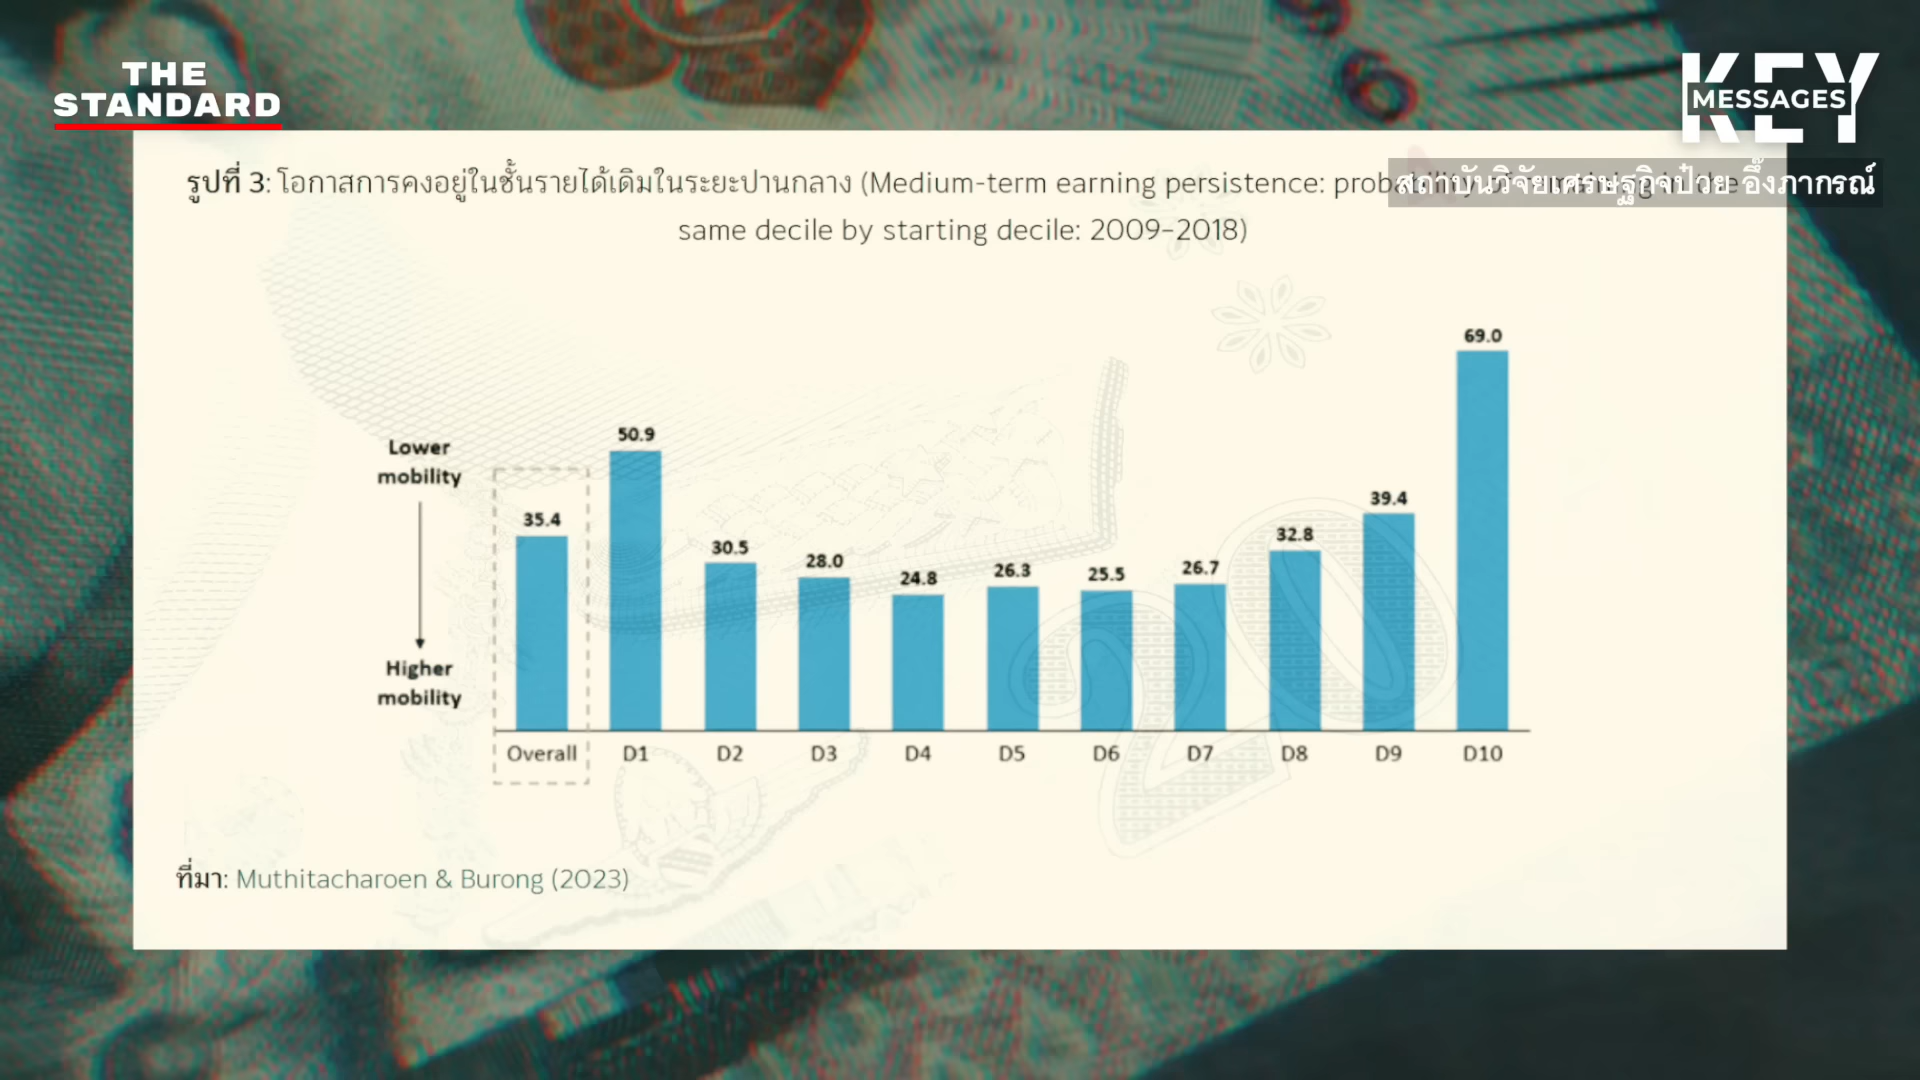 THE
STANDARD
KEY
MESSAGES
สถาบันวิจัยเศรษฐกิจป๋วย อึ๊งภากรณ์
รูปที่ 3: โอกาสการคงอยู่ในชั้นรายได้เดิมในระยะปานกลาง (Medium-term earning persistence: the
same decile by starting decile: 2009–2018)
Lower
mobility
Higher
mobility
35.4
50.9
30.5
28.0
24.8
26.3
25.5
26.7
32.8
39.4
69.0
Overall D1 D2 D3 D4 D5 D6 D7 D8 D9 D10
ที่มา: Muthitacharoen & Burong (2023)
20